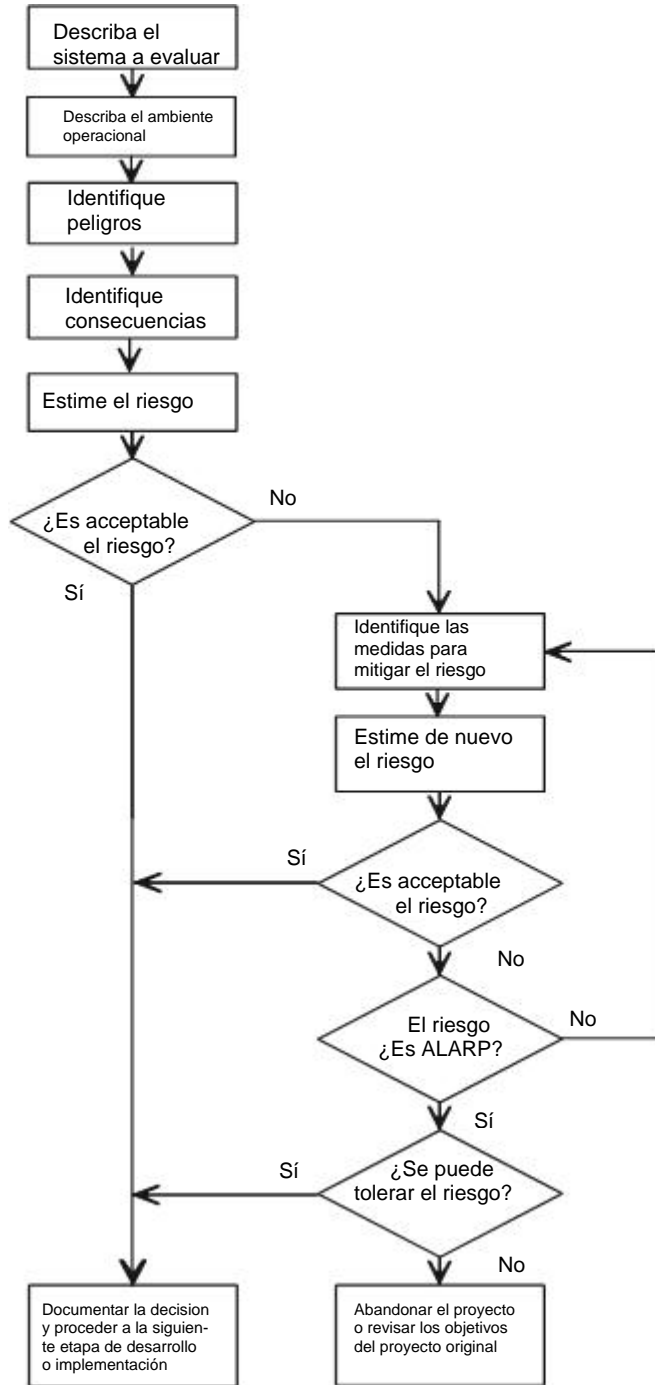 Describa el
sistema a evaluar
Describa el ambiente
operacional
Identifique
peligros
Identifique
consecuencias
Estime el riesgo
¿Es acceptable
el riesgo?
No
Sí
Identifique las
medidas para
mitigar el riesgo
Estime de nuevo
el riesgo
¿Es acceptable
el riesgo?
Sí
No
El riesgo
¿Es ALARP?
No
Sí
¿Se puede
tolerar el riesgo?
Sí
No
Documentar la decision
y proceder a la siguien-
te etapa de desarrollo
o implementación
Abandonar el proyecto
o revisar los objetivos
del proyecto original